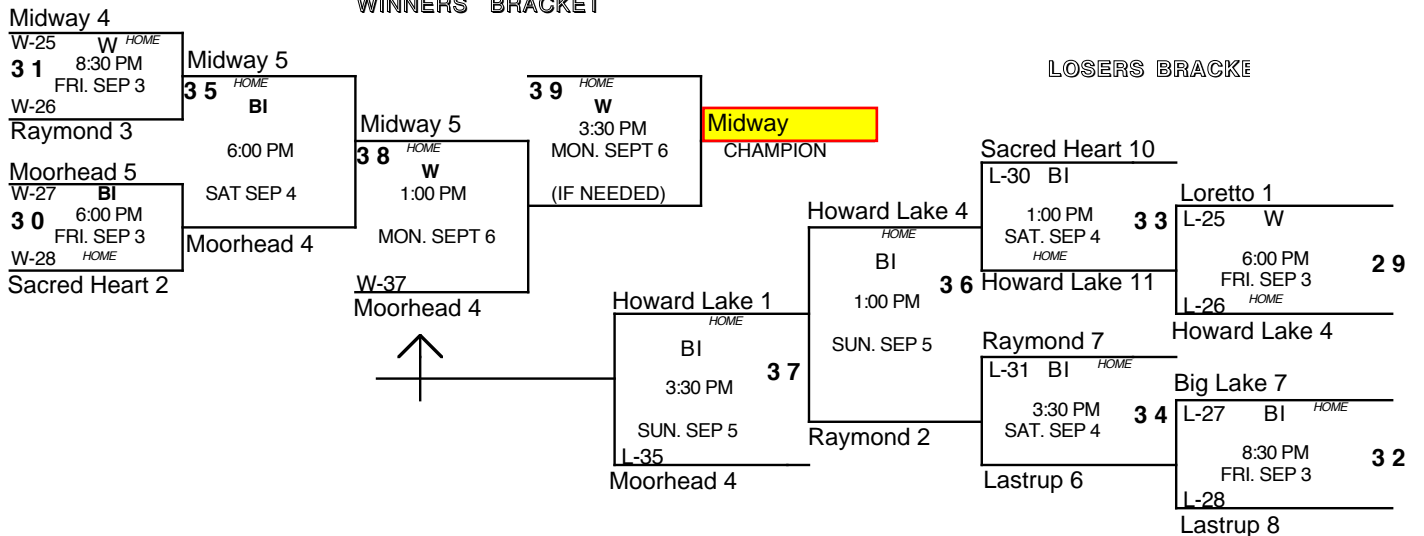 WINNERS BRACKET
LOSERS BRACKE
Midway 4
W-25 W HOME
31 8:30 PM
FRI. SEP 3
W-26
Raymond 3
Moorhead 5
W-27 BI
30 6:00 PM
FRI. SEP 3
W-28 HOME
Sacred Heart 2
Midway 5
35 HOME
BI
6:00 PM
SAT SEP 4
Moorhead 4
Midway 5
38 HOME
W
1:00 PM
MON. SEPT 6
W-37
Moorhead 4
39 HOME
W
3:30 PM
MON. SEPT 6
(IF NEEDED)
Midway
CHAMPION
Howard Lake 1
HOME
BI
37
3:30 PM
SUN. SEP 5
L-35
Moorhead 4
Howard Lake 4
HOME
BI
36
1:00 PM
SUN. SEP 5
Raymond 2
Sacred Heart 10
L-30 BI
1:00 PM 33
SAT. SEP 4
HOME
Howard Lake 11
Raymond 7
L-31 BI HOME
3:30 PM 34
SAT. SEP 4
Lastrup 6
Loretto 1
L-25 W
6:00 PM 29
FRI. SEP 3
L-26 HOME
Howard Lake 4
Big Lake 7
L-27 BI HOME
8:30 PM 32
FRI. SEP 3
L-28
Lastrup 8